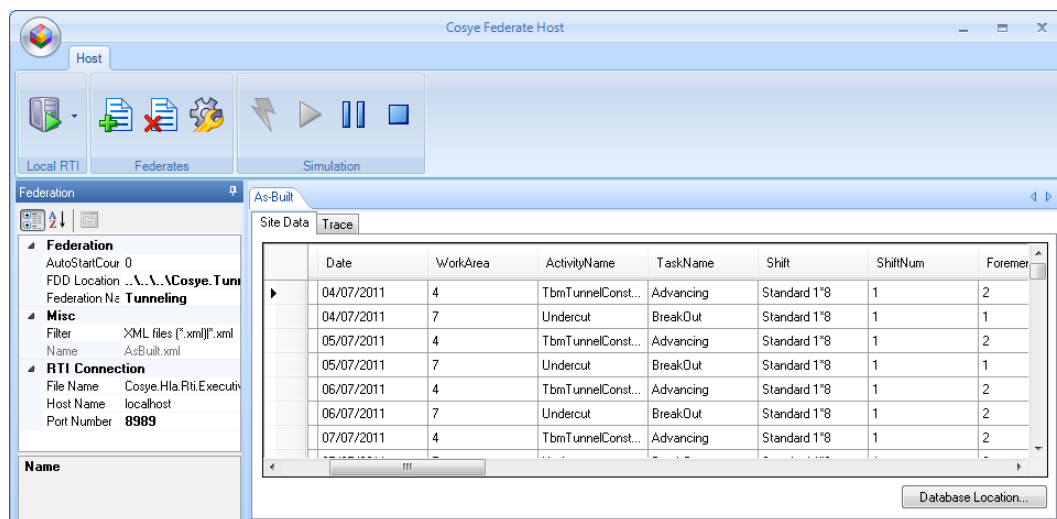 Cosye Federate Host
Host
Local RTI Federates Simulation
Federation
As-Built
Site Data Trace
Federation
AutoStartCour 0
FDD Location ..\..\..\Cosye.Tun
Federation Na Tunneling
Misc
Filter XML files (*.xml)|*.xml
Name AsBuilt.xml
RTI Connection
File Name Cosye.Hla.Rti.Executiv
Host Name localhost
Port Number 8989
Name
Date WorkArea ActivityName TaskName Shift ShiftNum Foremer
04/07/2011 4 TbmTunnelConst... Advancing Standard 1*8 1 2
04/07/2011 7 Undercut BreakOut Standard 1*8 1 1
05/07/2011 4 TbmTunnelConst... Advancing Standard 1*8 1 2
05/07/2011 7 Undercut BreakOut Standard 1*8 1 1
06/07/2011 4 TbmTunnelConst... Advancing Standard 1*8 1 2
06/07/2011 7 Undercut BreakOut Standard 1*8 1 2
07/07/2011 4 TbmTunnelConst... Advancing Standard 1*8 1 2
Database Location...